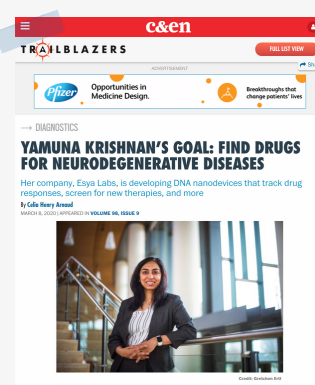 c&en
TRAILBLAZERS
FULL LIST VIEW
ADVERTISEMENT
Pfizer
Opportunities in
Medicine Design.
Breakthroughs that
change patients' lives
→ DIAGNOSTICS
YAMUNA KRISHNAN'S GOAL: FIND DRUGS
FOR NEURODEGENERATIVE DISEASES
Her company, Esya Labs, is developing DNA nanodevices that track drug
responses, screen for new therapies, and more
By Celia Henry Arnaud
MARCH 8, 2020 | APPEARED IN VOLUME 98, ISSUE 9
Credit: Gretchen Ertl